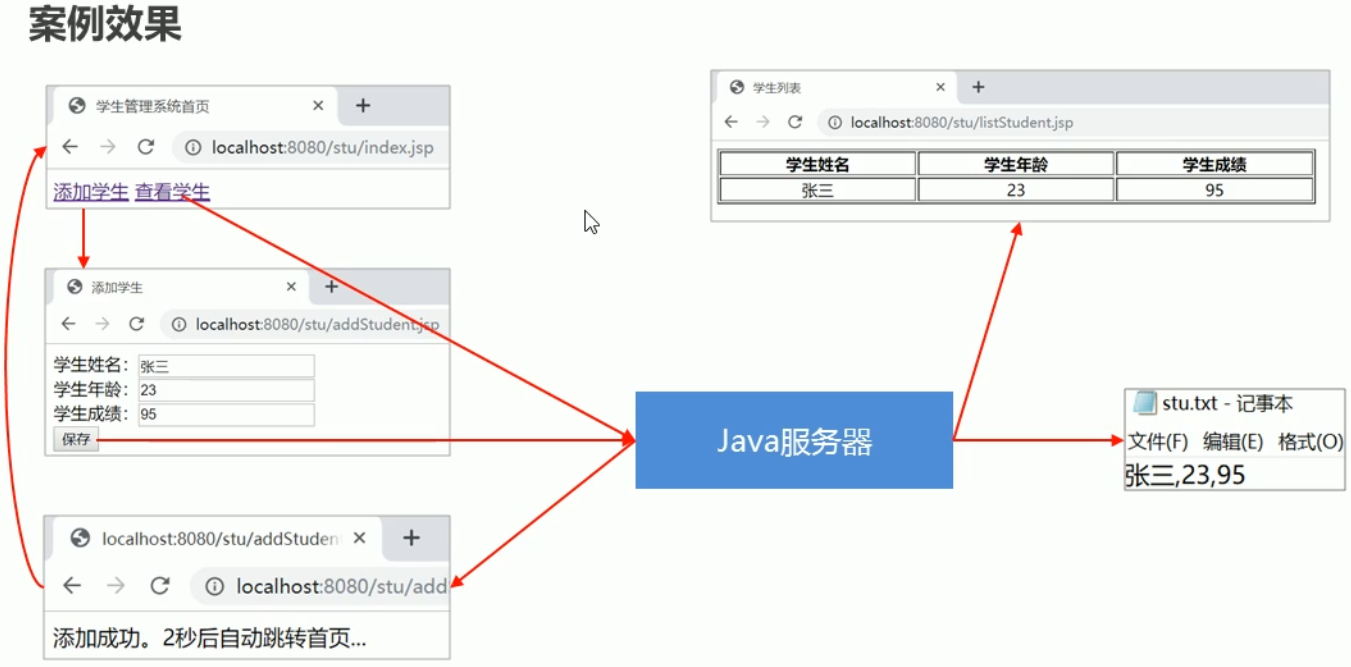 案例效果
学生管理系统首页
localhost:8080/stu/index.jsp
添加学生 查看学生
添加学生
localhost:8080/stu/addStudent.jsp
学生姓名: 张三
学生年龄: 23
学生成绩: 95
保存
localhost:8080/stu/addStuden
localhost:8080/stu/add
添加成功。2秒后自动跳转首页...
Java服务器
学生列表
localhost:8080/stu/listStudent.jsp
学生姓名 学生年龄 学生成绩
张三 23 95
stu.txt - 记事本
文件(F) 编辑(E) 格式(O)
张三,23,95